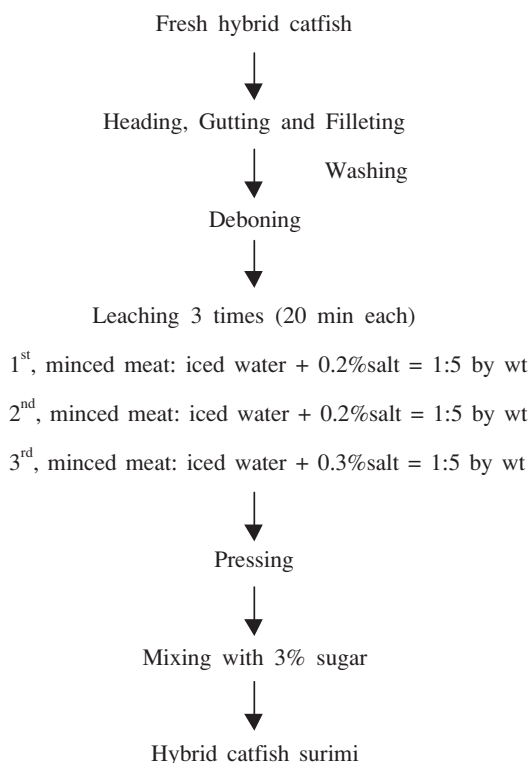 Fresh hybrid catfish
Heading, Gutting and Filleting
Washing
Deboning
Leaching 3 times (20 min each)
1st, minced meat: iced water + 0.2%salt = 1:5 by wt
2nd, minced meat: iced water + 0.2%salt = 1:5 by wt
3rd, minced meat: iced water + 0.3%salt = 1:5 by wt
Pressing
Mixing with 3% sugar
Hybrid catfish surimi